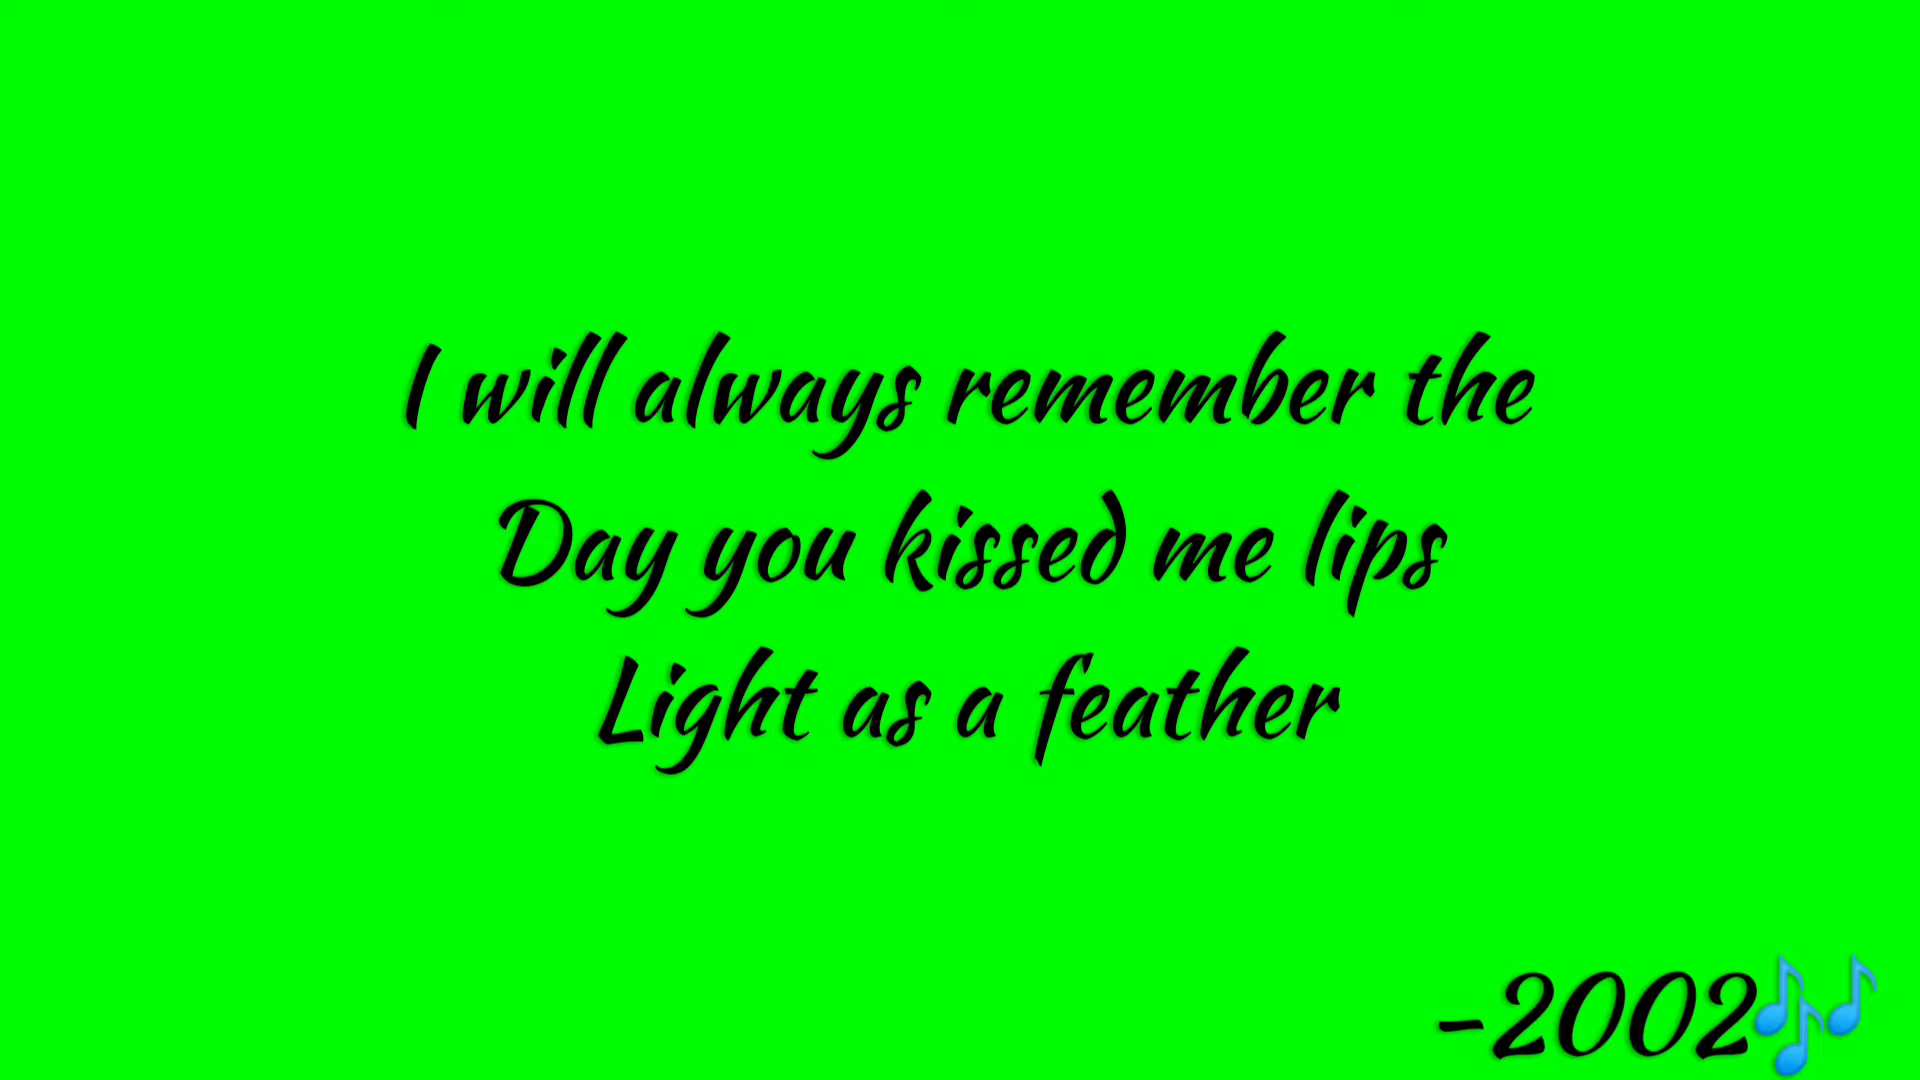 I will always remember the
Day you kissed me lips
Light as a feather
-2002🎶